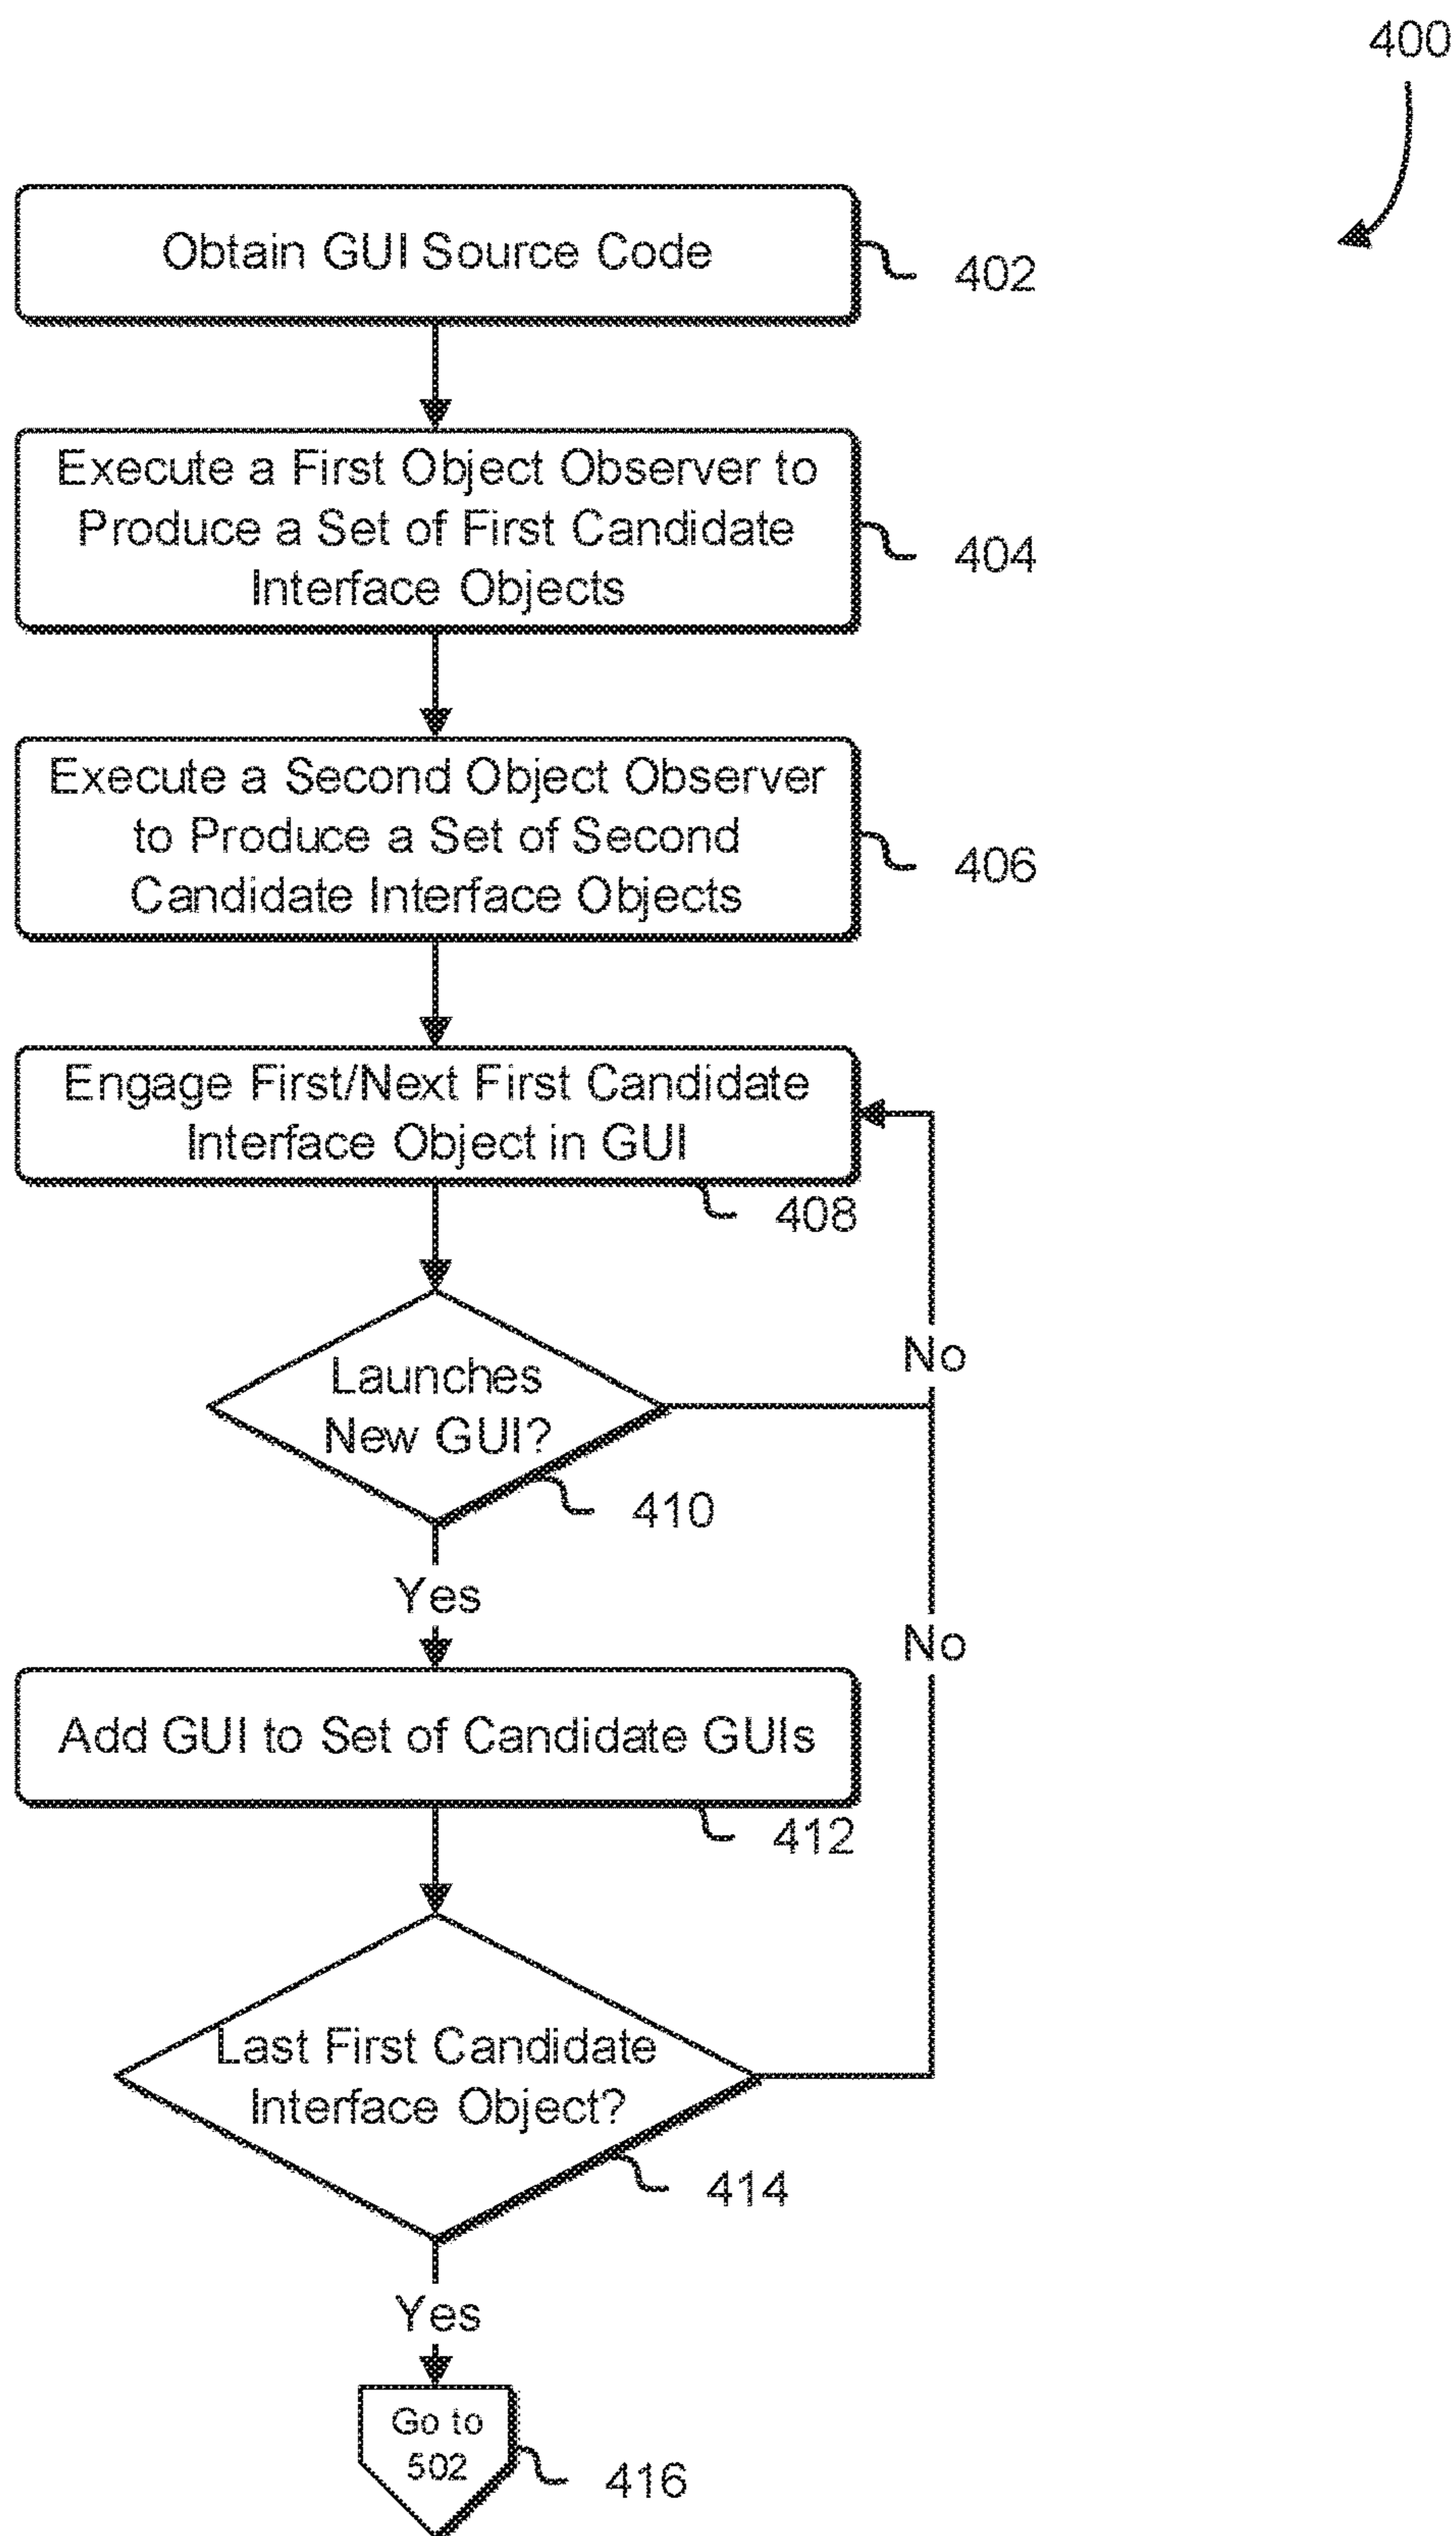 400
Obtain GUI Source Code
402
Execute a First Object Observer to
Produce a Set of First Candidate
Interface Objects
404
Execute a Second Object Observer
to Produce a Set of Second
Candidate Interface Objects
406
Engage First/Next First Candidate
Interface Object in GUI
408
Launches
New GUI?
No
410
Yes
No
Add GUI to Set of Candidate GUIs
412
Last First Candidate
Interface Object?
414
Yes
Go to
502
416